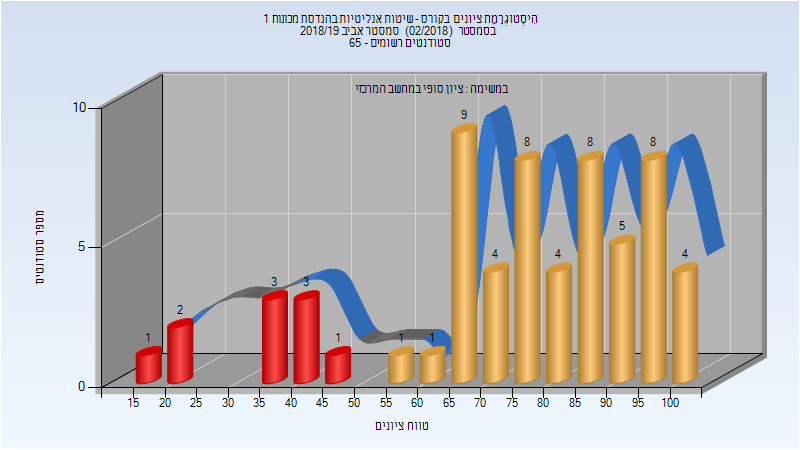 היסטוגרמת ציונים בקורס - שיטות אנליטיות בהנדסת מכונות 1
בסמסטר (02/2018) סמסטר אביב 2018/19
סטודנטים רשומים - 65
במשימה : ציון סופי במחשב המרכזי
מספר סטודנטים
10
5
0
1
2
3
3
1
1
1
9
4
8
4
8
5
8
4
15 20 25 30 35 40 45 50 55 60 65 70 75 80 85 90 95 100
טווח ציונים